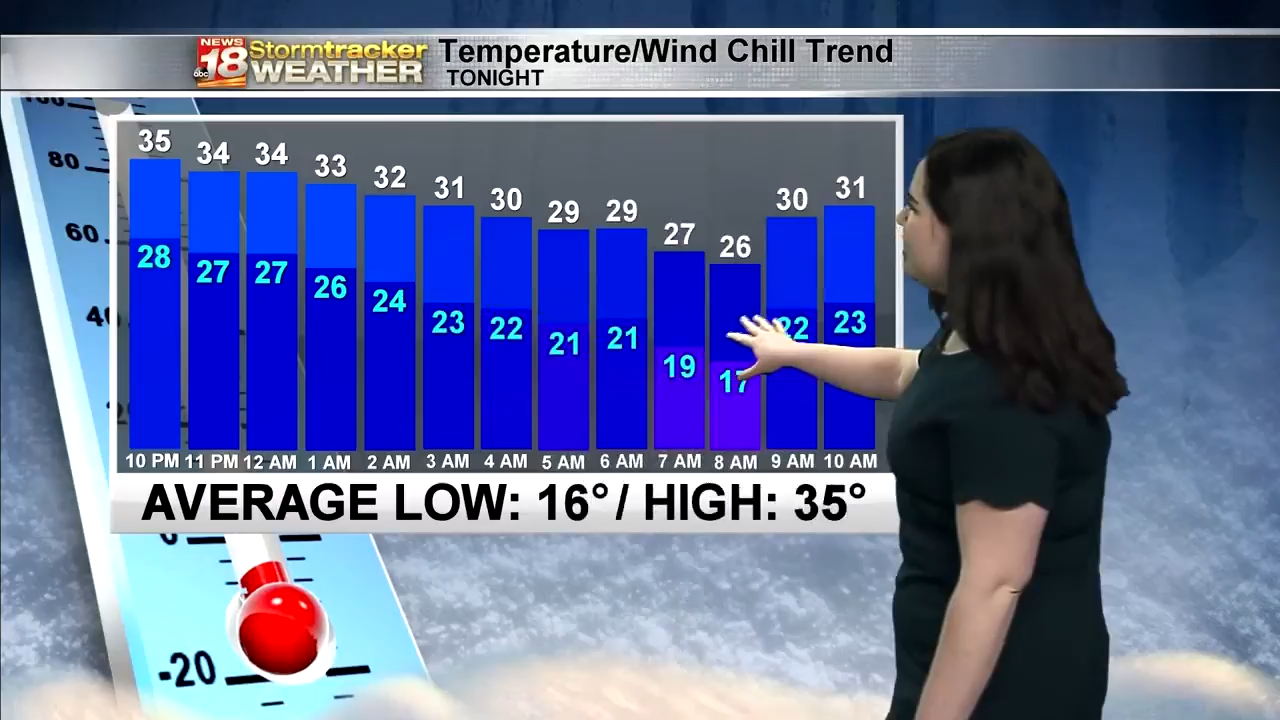 NEWS
abc 18
Stormtracker
WEATHER
Temperature/Wind Chill Trend
TONIGHT
80
60
35 34 34 33 32 31 30 29 29 27 26 30 31
28 27 27 26 24 23 22 21 21 19 17 22 23
10 PM 11 PM 12 AM 1 AM 2 AM 3 AM 4 AM 5 AM 6 AM 7 AM 8 AM 9 AM 10 AM
AVERAGE LOW: 16° / HIGH: 35°
-20